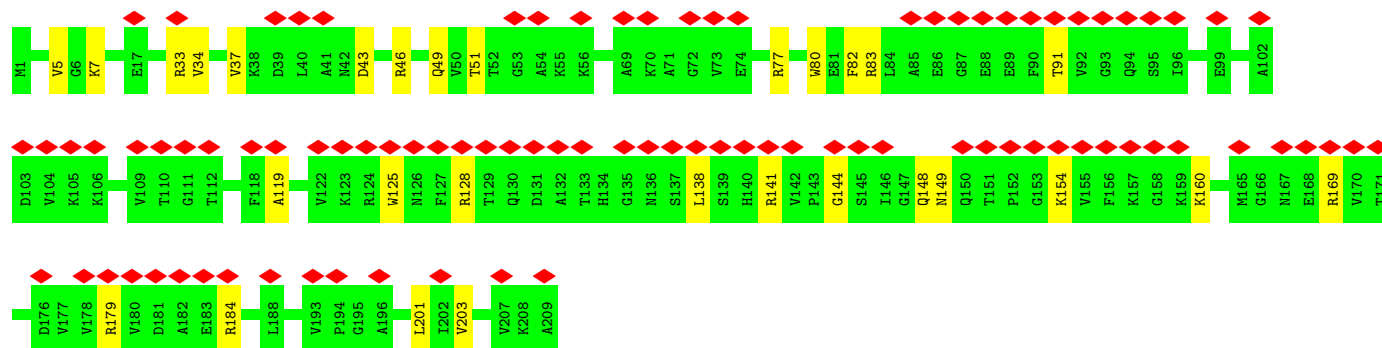 M1 V5 G6 K7 E17 R33 V34 V37 K38 D39 L40 A41 N42 D43 R46 Q49 V50 T51 T52 G53 A54 K55 K56 A69 K70 A71 G72 V73 E74 R77 W80 E81 F82 R83 L84 A85 E86 G87 E88 E89 F90 T91 V92 G93 Q94 S95 I96 E99 A102
D103 V104 K105 K106 V109 T110 G111 T112 F118 A119 V122 K123 R124 W125 N126 F127 R128 T129 Q130 D131 A132 T133 H134 G135 N136 S137 L138 S139 H140 R141 V142 P143 G144 S145 I146 G147 Q148 N149 Q150 T151 P152 G153 K154 V155 F156 K157 G158 K159 K160 M165 G166 N167 E168 R169 V170 T171
D176 V177 V178 R179 V180 D181 A182 E183 R184 L188 V193 P194 G195 A196 L201 I202 V203 V207 K208 A209